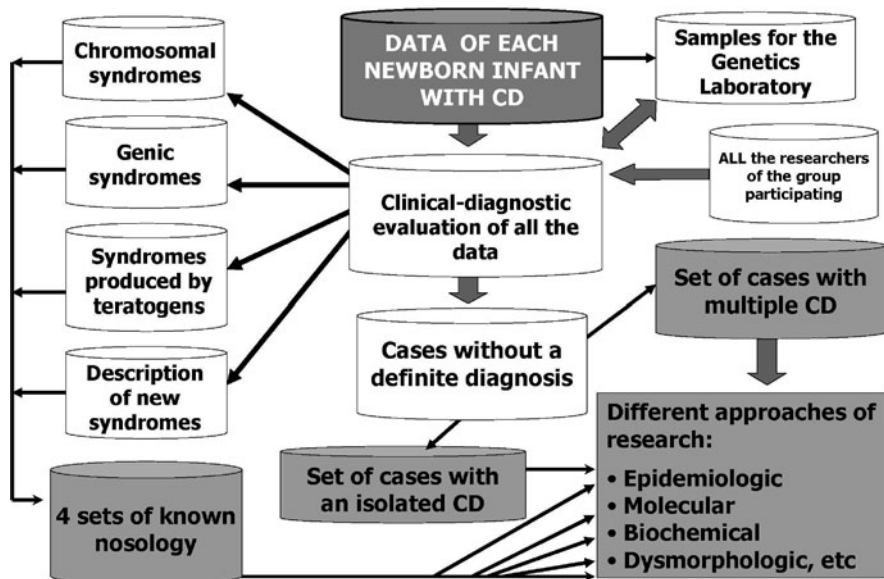 Chromosomal
syndromes
DATA OF EACH
NEWBORN INFANT
WITH CD
Samples for the
Genetics
Laboratory
Genic
syndromes
ALL the researchers
of the group
participating
Clinical-diagnostic
evaluation of all the
data
Syndromes
produced by
teratogens
Set of cases with
multiple CD
Cases without a
definite diagnosis
Description
of new
syndromes
Different approaches of
research:
• Epidemiologic
• Molecular
• Biochemical
• Dysmorphologic, etc
Set of cases with
an isolated CD
4 sets of known
nosology